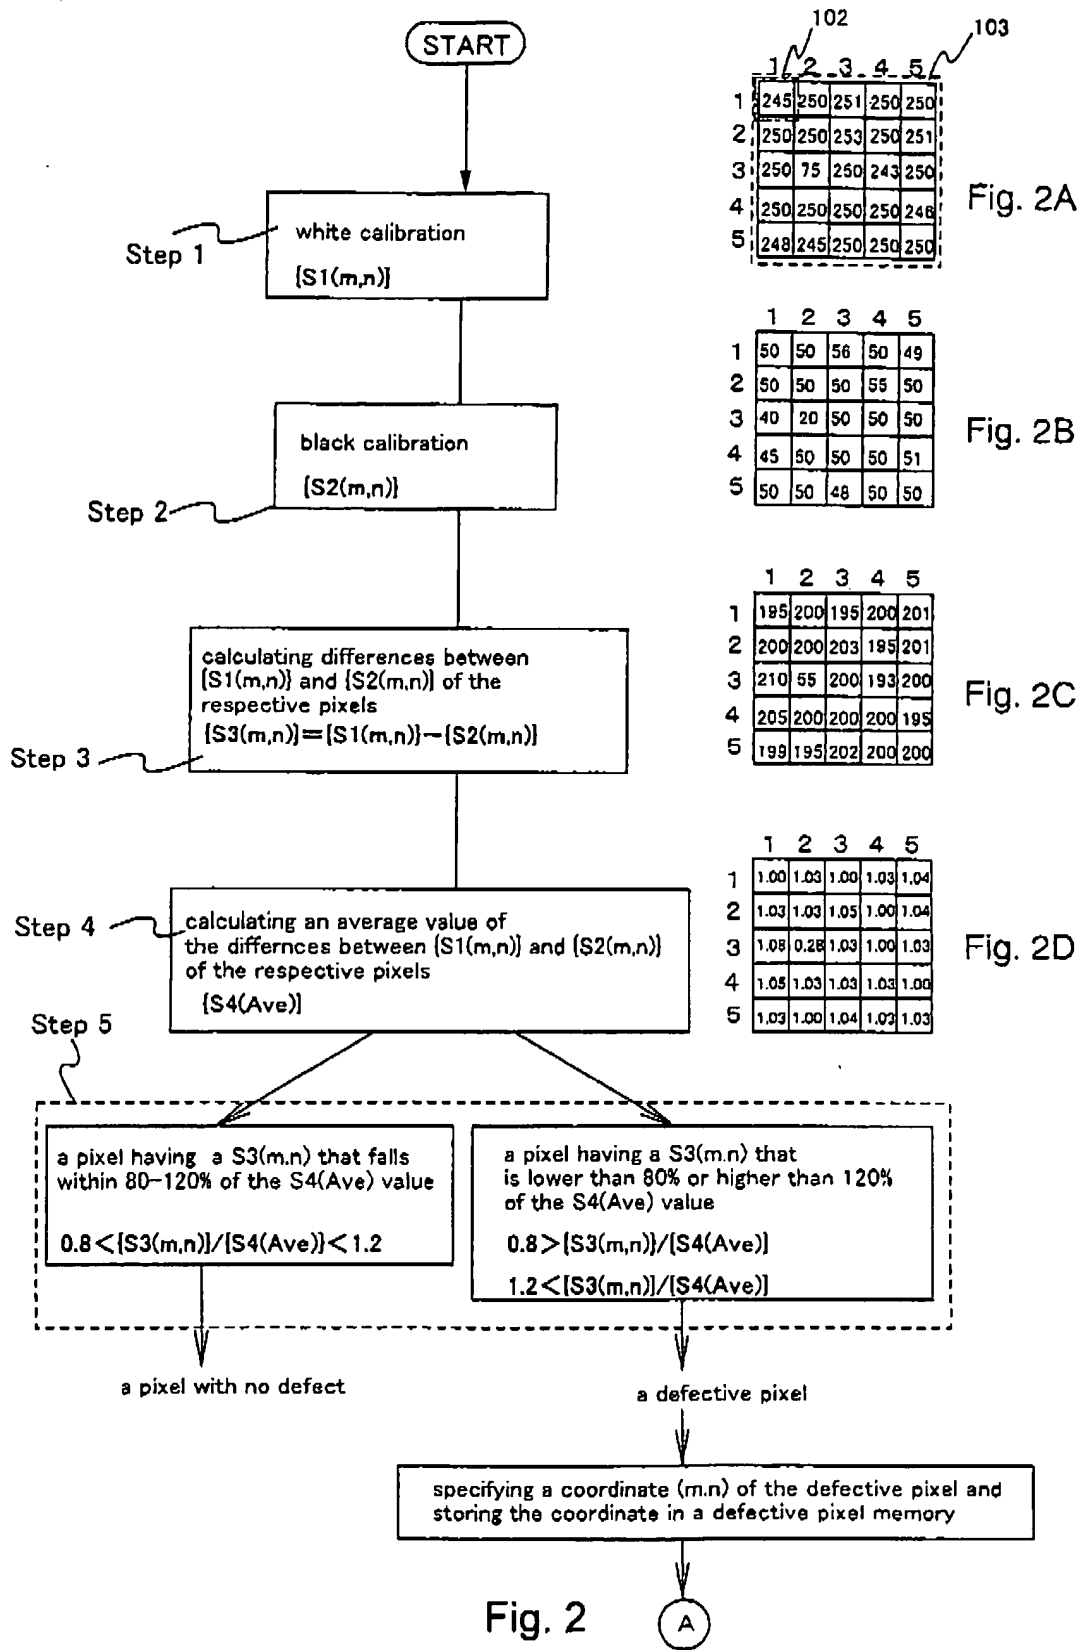 START
Step 1
white calibration
{S1(m,n)}
Step 2
black calibration
{S2(m,n)}
Step 3
calculating differences between
{S1(m,n)} and {S2(m,n)} of the
respective pixels
{S3(m,n)}={S1(m,n)}-{S2(m,n)}
Step 4
calculating an average value of
the differnces between {S1(m,n)} and {S2(m,n)}
of the respective pixels
{S4(Ave)}
Step 5
a pixel having a S3(m.n) that falls
within 80-120% of the S4(Ave) value
0.8<{S3(m,n)}/{S4(Ave)}<1.2
a pixel having a S3(m.n) that
is lower than 80% or higher than 120%
of the S4(Ave) value
0.8>{S3(m,n)}/{S4(Ave)}
1.2<{S3(m,n)}/{S4(Ave)}
a pixel with no defect
a defective pixel
specifying a coordinate (m.n) of the defective pixel and
storing the coordinate in a defective pixel memory
A
Fig. 2
102
103
1 2 3 4 5
1 245 250 251 250 250
2 250 250 253 250 251
3 250 75 250 243 250
4 250 250 250 250 246
5 248 245 250 250 250
Fig. 2A
1 2 3 4 5
1 50 50 56 50 49
2 50 50 50 55 50
3 40 20 50 50 50
4 45 50 50 50 51
5 50 50 48 50 50
Fig. 2B
1 2 3 4 5
1 195 200 195 200 201
2 200 200 203 195 201
3 210 55 200 193 200
4 205 200 200 200 195
5 199 195 202 200 200
Fig. 2C
1 2 3 4 5
1 1.00 1.03 1.00 1.03 1.04
2 1.03 1.03 1.05 1.00 1.04
3 1.08 0.28 1.03 1.00 1.03
4 1.05 1.03 1.03 1.03 1.00
5 1.03 1.00 1.04 1.03 1.03
Fig. 2D